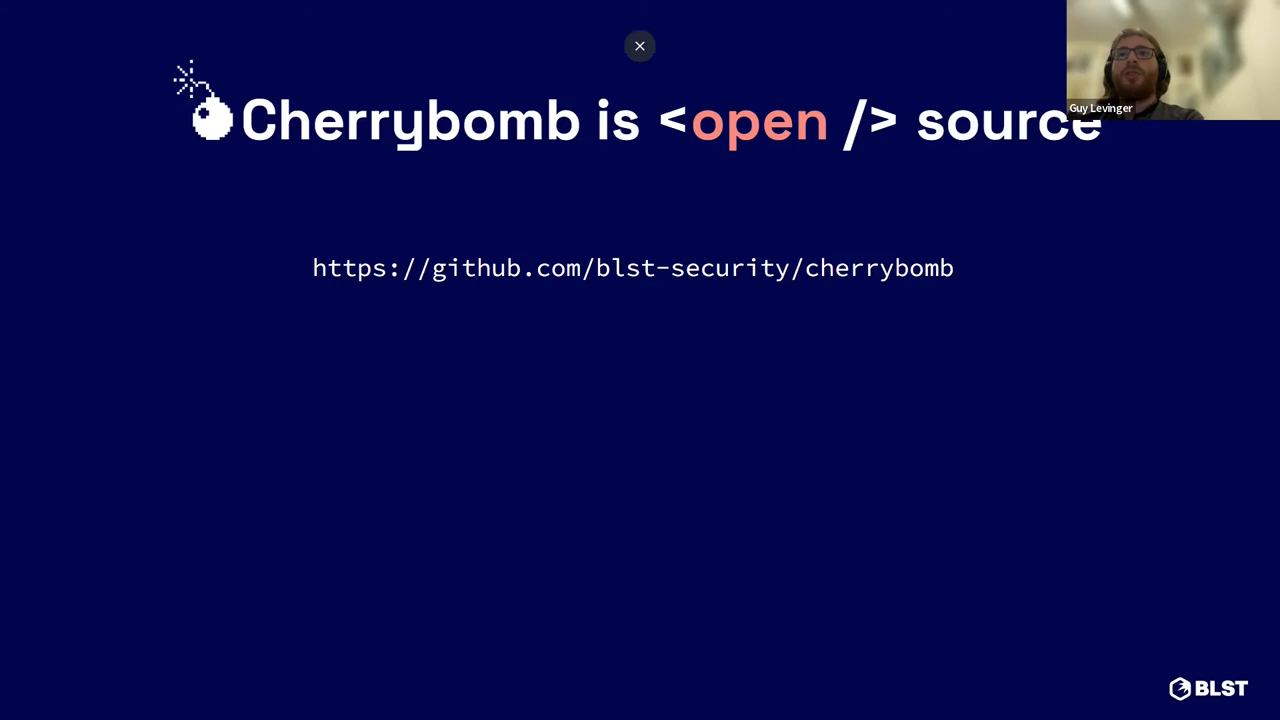 Cherrybomb is <open /> source
Guy Levinger
https://github.com/blst-security/cherrybomb
BLST